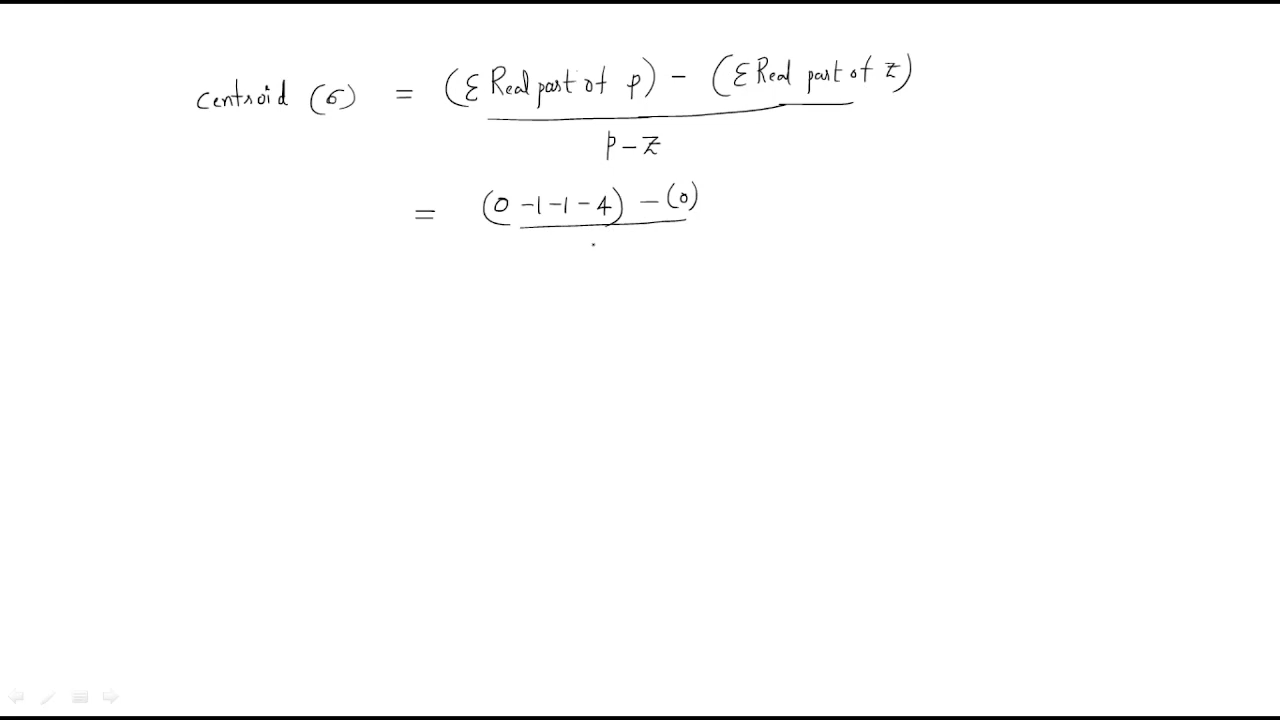 centroid (σ) = (Σ Real part of p) - (Σ Real part of z)
p - z
= (0 -1-1-4) - (0)